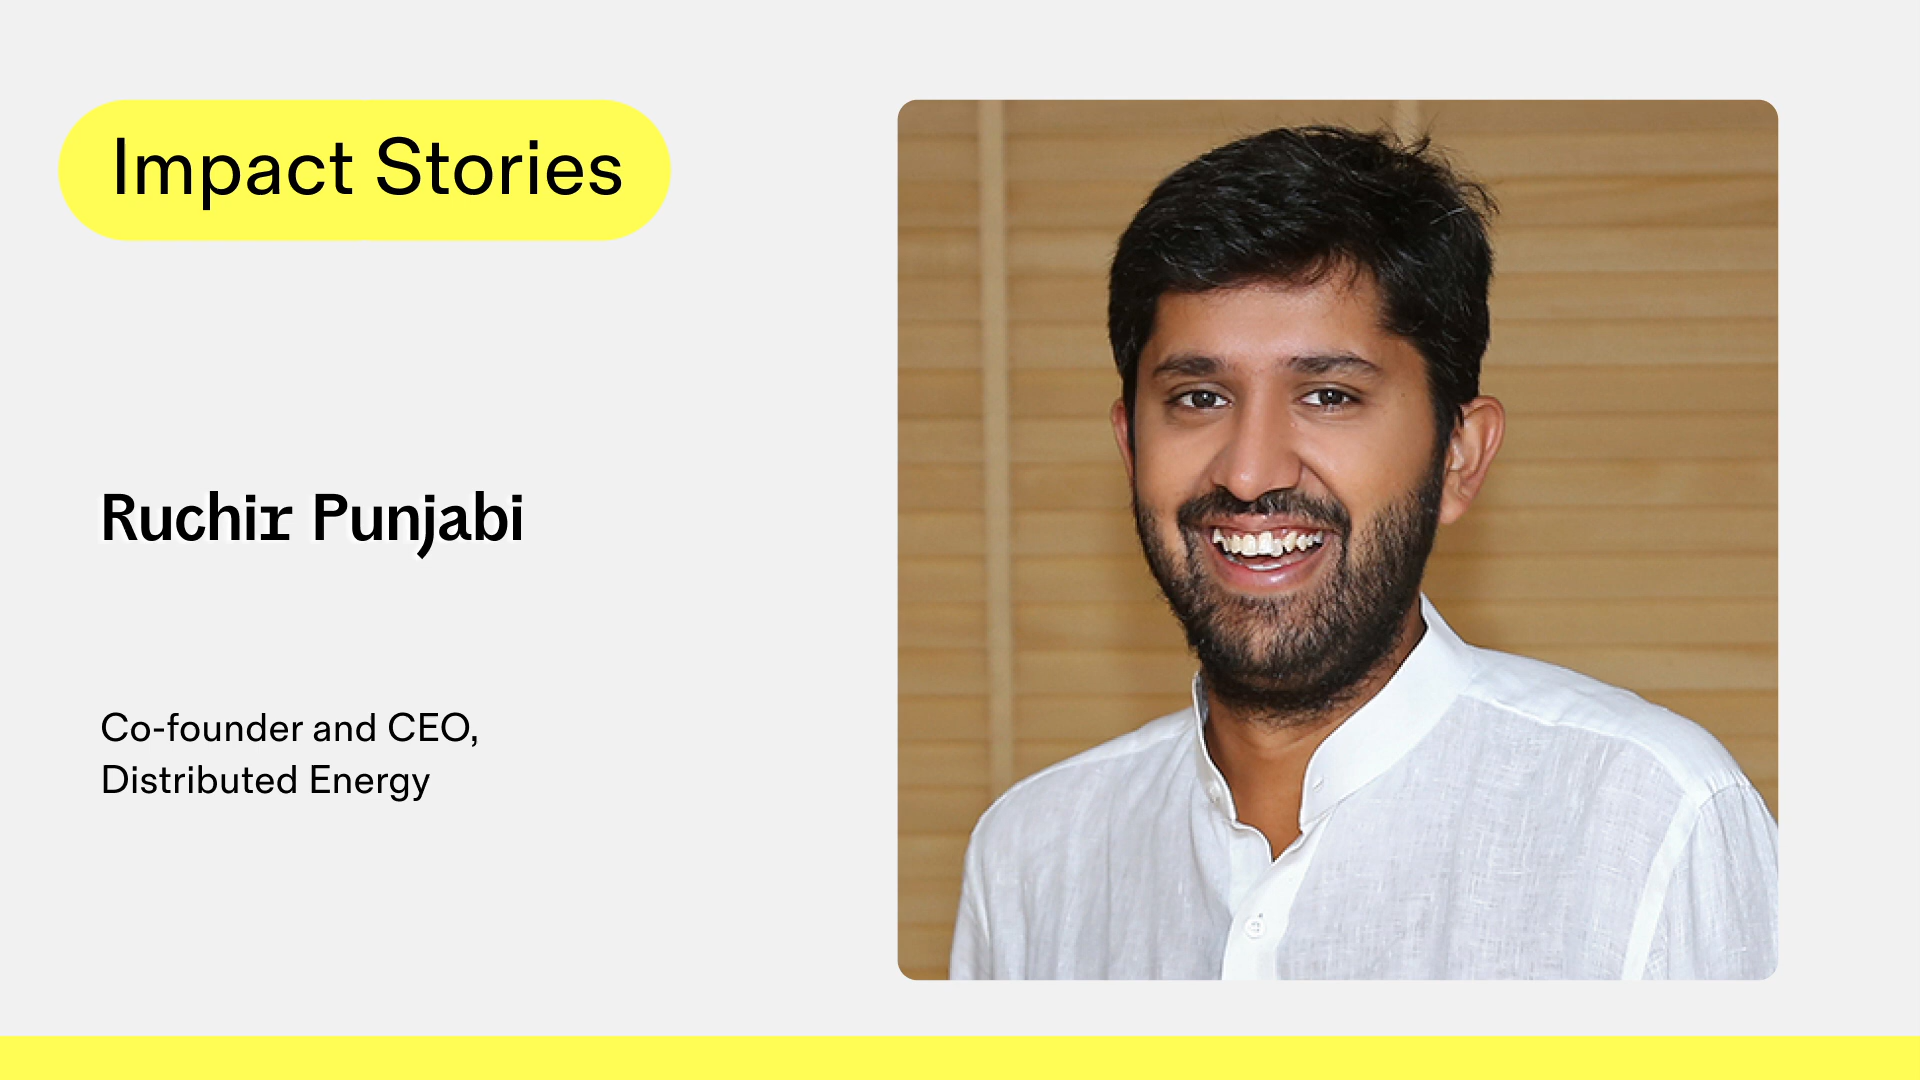 Impact Stories
Ruchir Punjabi
Co-founder and CEO,
Distributed Energy